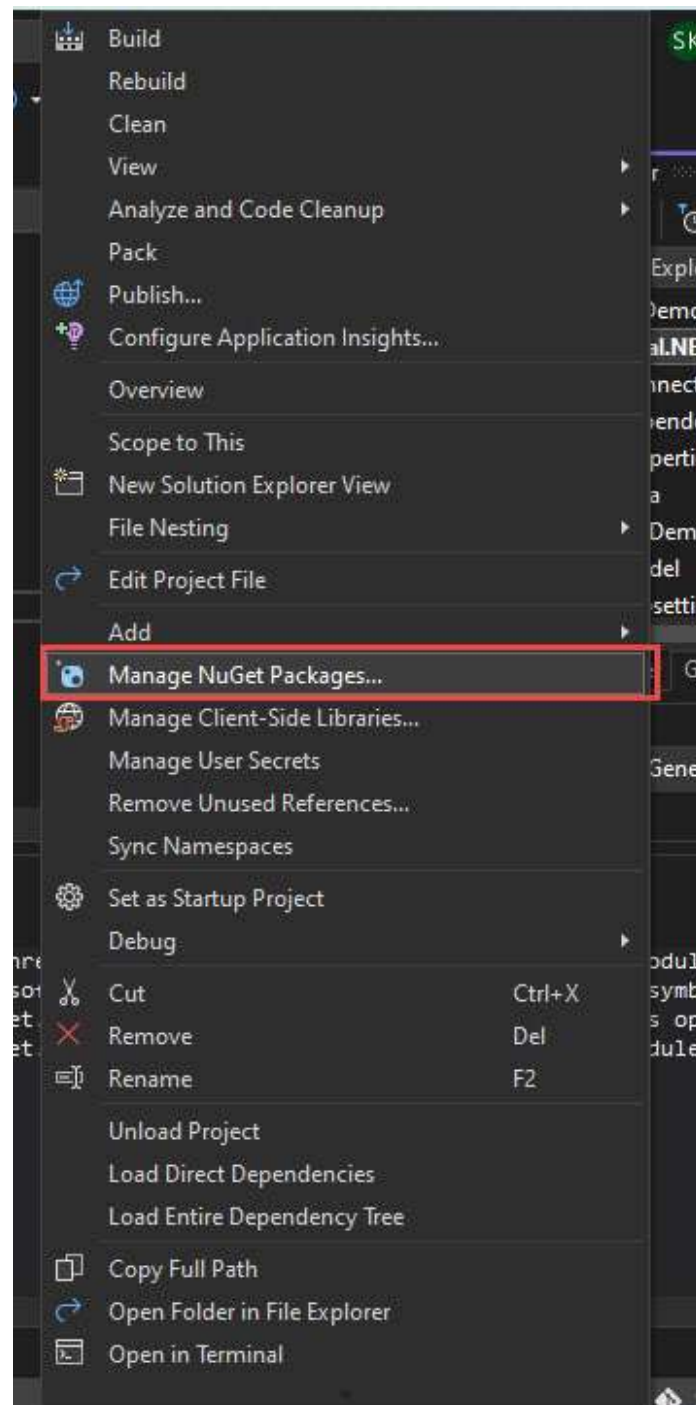 Build
Rebuild
Clean
View
Analyze and Code Cleanup
Pack
Publish...
Configure Application Insights...
Overview
Scope to This
New Solution Explorer View
File Nesting
Edit Project File
Add
Manage NuGet Packages...
Manage Client-Side Libraries...
Manage User Secrets
Remove Unused References...
Sync Namespaces
Set as Startup Project
Debug
Cut Ctrl+X
Remove Del
Rename F2
Unload Project
Load Direct Dependencies
Load Entire Dependency Tree
Copy Full Path
Open Folder in File Explorer
Open in Terminal